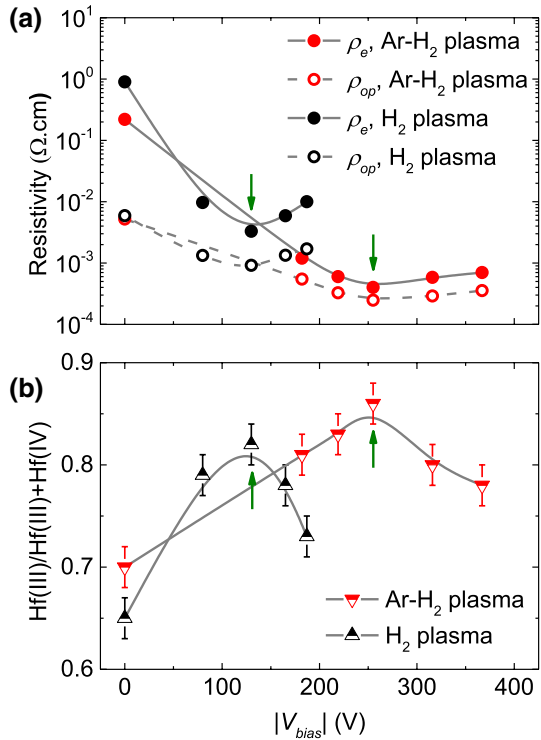 (a)
10¹
10⁰
10⁻¹
10⁻²
10⁻³
10⁻⁴
Resistivity (Ω.cm)
ρₑ, Ar-H₂ plasma
ρₒₚ, Ar-H₂ plasma
ρₑ, H₂ plasma
ρₒₚ, H₂ plasma
(b)
0.9
0.8
0.7
0.6
Hf(III)/Hf(III)+Hf(IV)
Ar-H₂ plasma
H₂ plasma
0 100 200 300 400
|V_bias| (V)